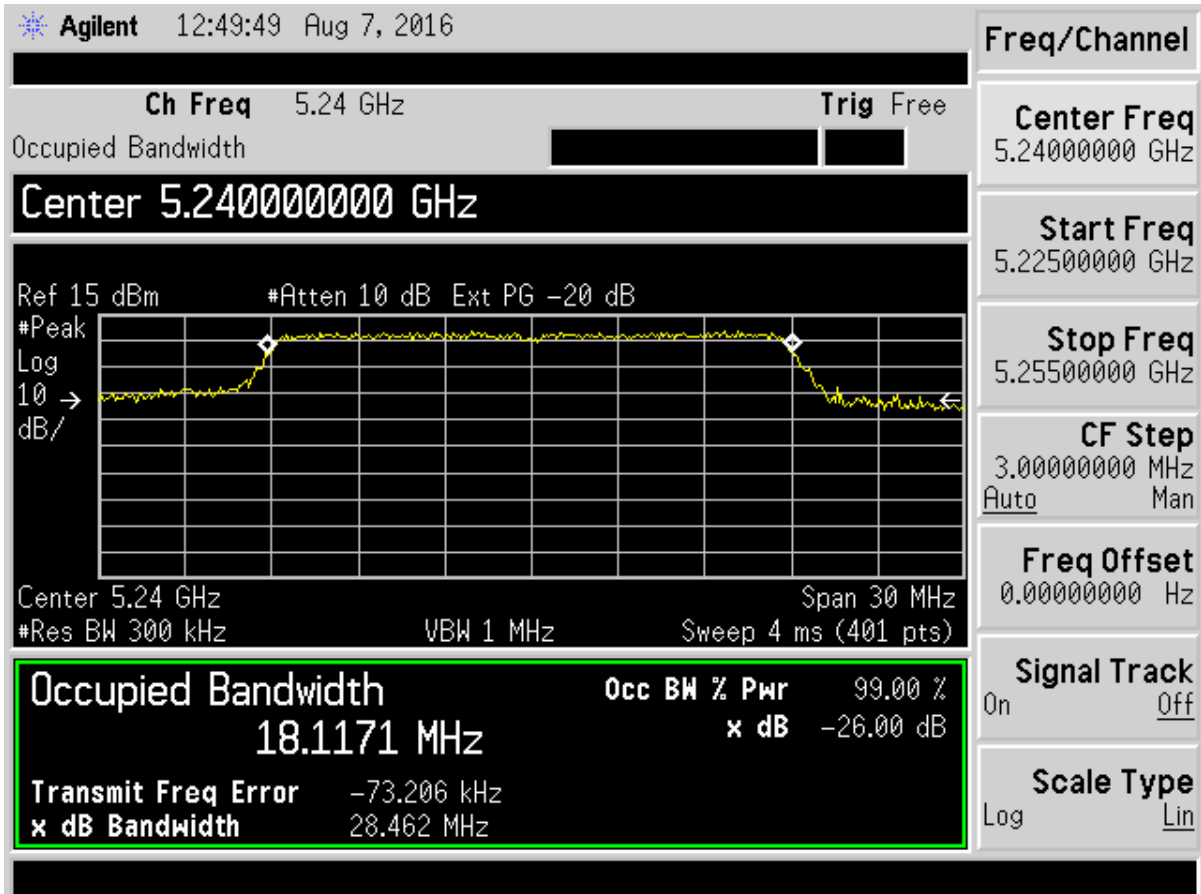 Agilent 12:49:49 Aug 7, 2016
Ch Freq 5.24 GHz Trig Free
Occupied Bandwidth
Center 5.240000000 GHz
Ref 15 dBm #Atten 10 dB Ext PG -20 dB
#Peak
Log
10
dB/
Center 5.24 GHz Span 30 MHz
#Res BW 300 kHz VBW 1 MHz Sweep 4 ms (401 pts)
Occupied Bandwidth Occ BW % Pwr 99.00 %
18.1171 MHz x dB -26.00 dB
Transmit Freq Error -73.206 kHz
x dB Bandwidth 28.462 MHz
Freq/Channel
Center Freq
5.24000000 GHz
Start Freq
5.22500000 GHz
Stop Freq
5.25500000 GHz
CF Step
3.00000000 MHz
Auto Man
Freq Offset
0.00000000 Hz
Signal Track
On Off
Scale Type
Log Lin